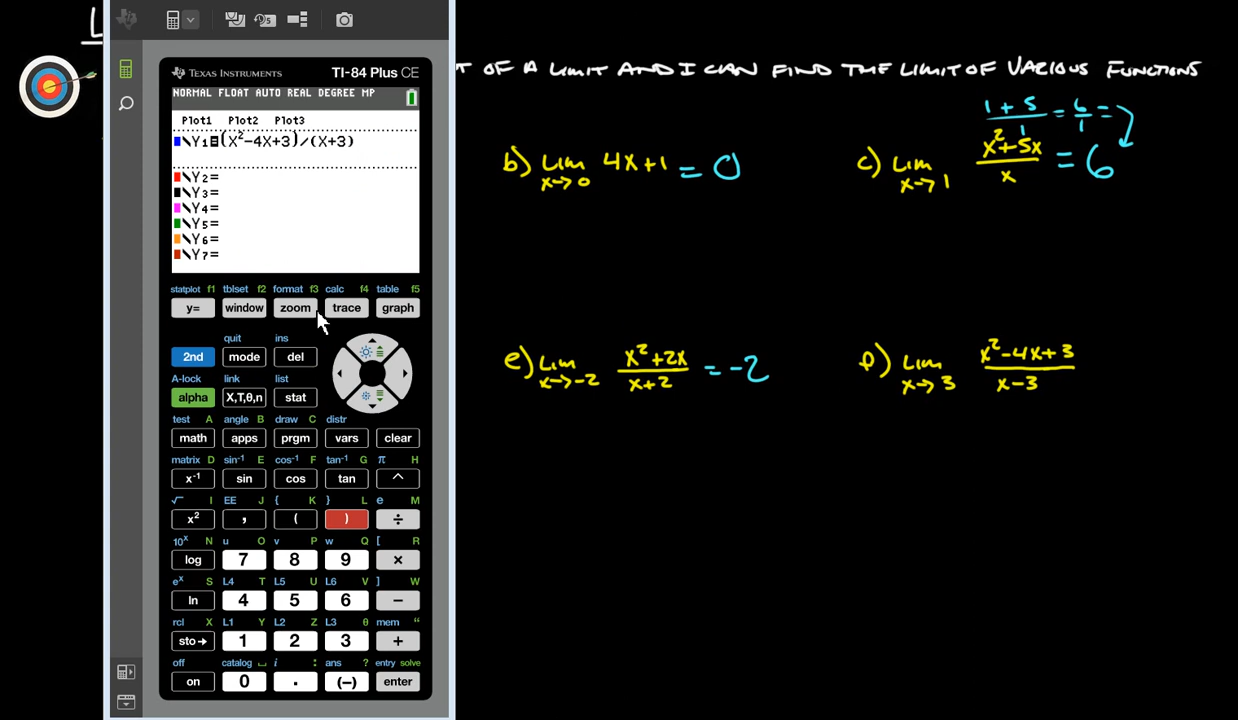 L
T OF A LIMIT AND I CAN FIND THE LIMIT OF VARIOUS FUNCTIONS
TEXAS INSTRUMENTS TI-84 Plus CE
NORMAL FLOAT AUTO REAL DEGREE MP
Plot1 Plot2 Plot3
\Y1=(X²-4X+3)/(X+3)
\Y2=
\Y3=
\Y4=
\Y5=
\Y6=
\Y7=
statplot f1 tblset f2 format f3 calc f4 table f5
y= window zoom trace graph
quit ins
2nd mode del
A-lock link list
alpha X,T,θ,n stat
test A angle B draw C distr
math apps prgm vars clear
matrix D sin⁻¹ E cos⁻¹ F tan⁻¹ G π H
x⁻¹ sin cos tan ^
√ I EE J { K } L e M
x² , ( ) ÷
10ˣ N u O v P w Q [ R
log 7 8 9 ×
eˣ S L4 T L5 U L6 V ] W
ln 4 5 6 −
rcl X L1 Y L2 Z L3 θ mem "
sto→ 1 2 3 +
off catalog ␣ i : ans ? entry solve
on 0 . (−) enter
1+5/1 = 6/1 =
b) lim x→0 4x+1 = 0
c) lim x→1 x²+5x/x = 6
1
e) lim x→-2 x²+2x/x+2 = -2
f) lim x→3 x²-4x+3/x-3